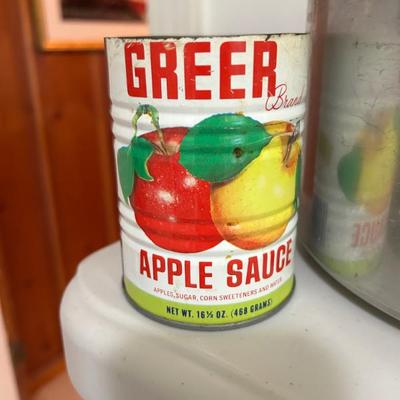 GREER
Brand
APPLE SAUCE
APPLES, SUGAR, CORN SWEETENERS AND WATER
NET WT. 16½ OZ. (468 GRAMS)